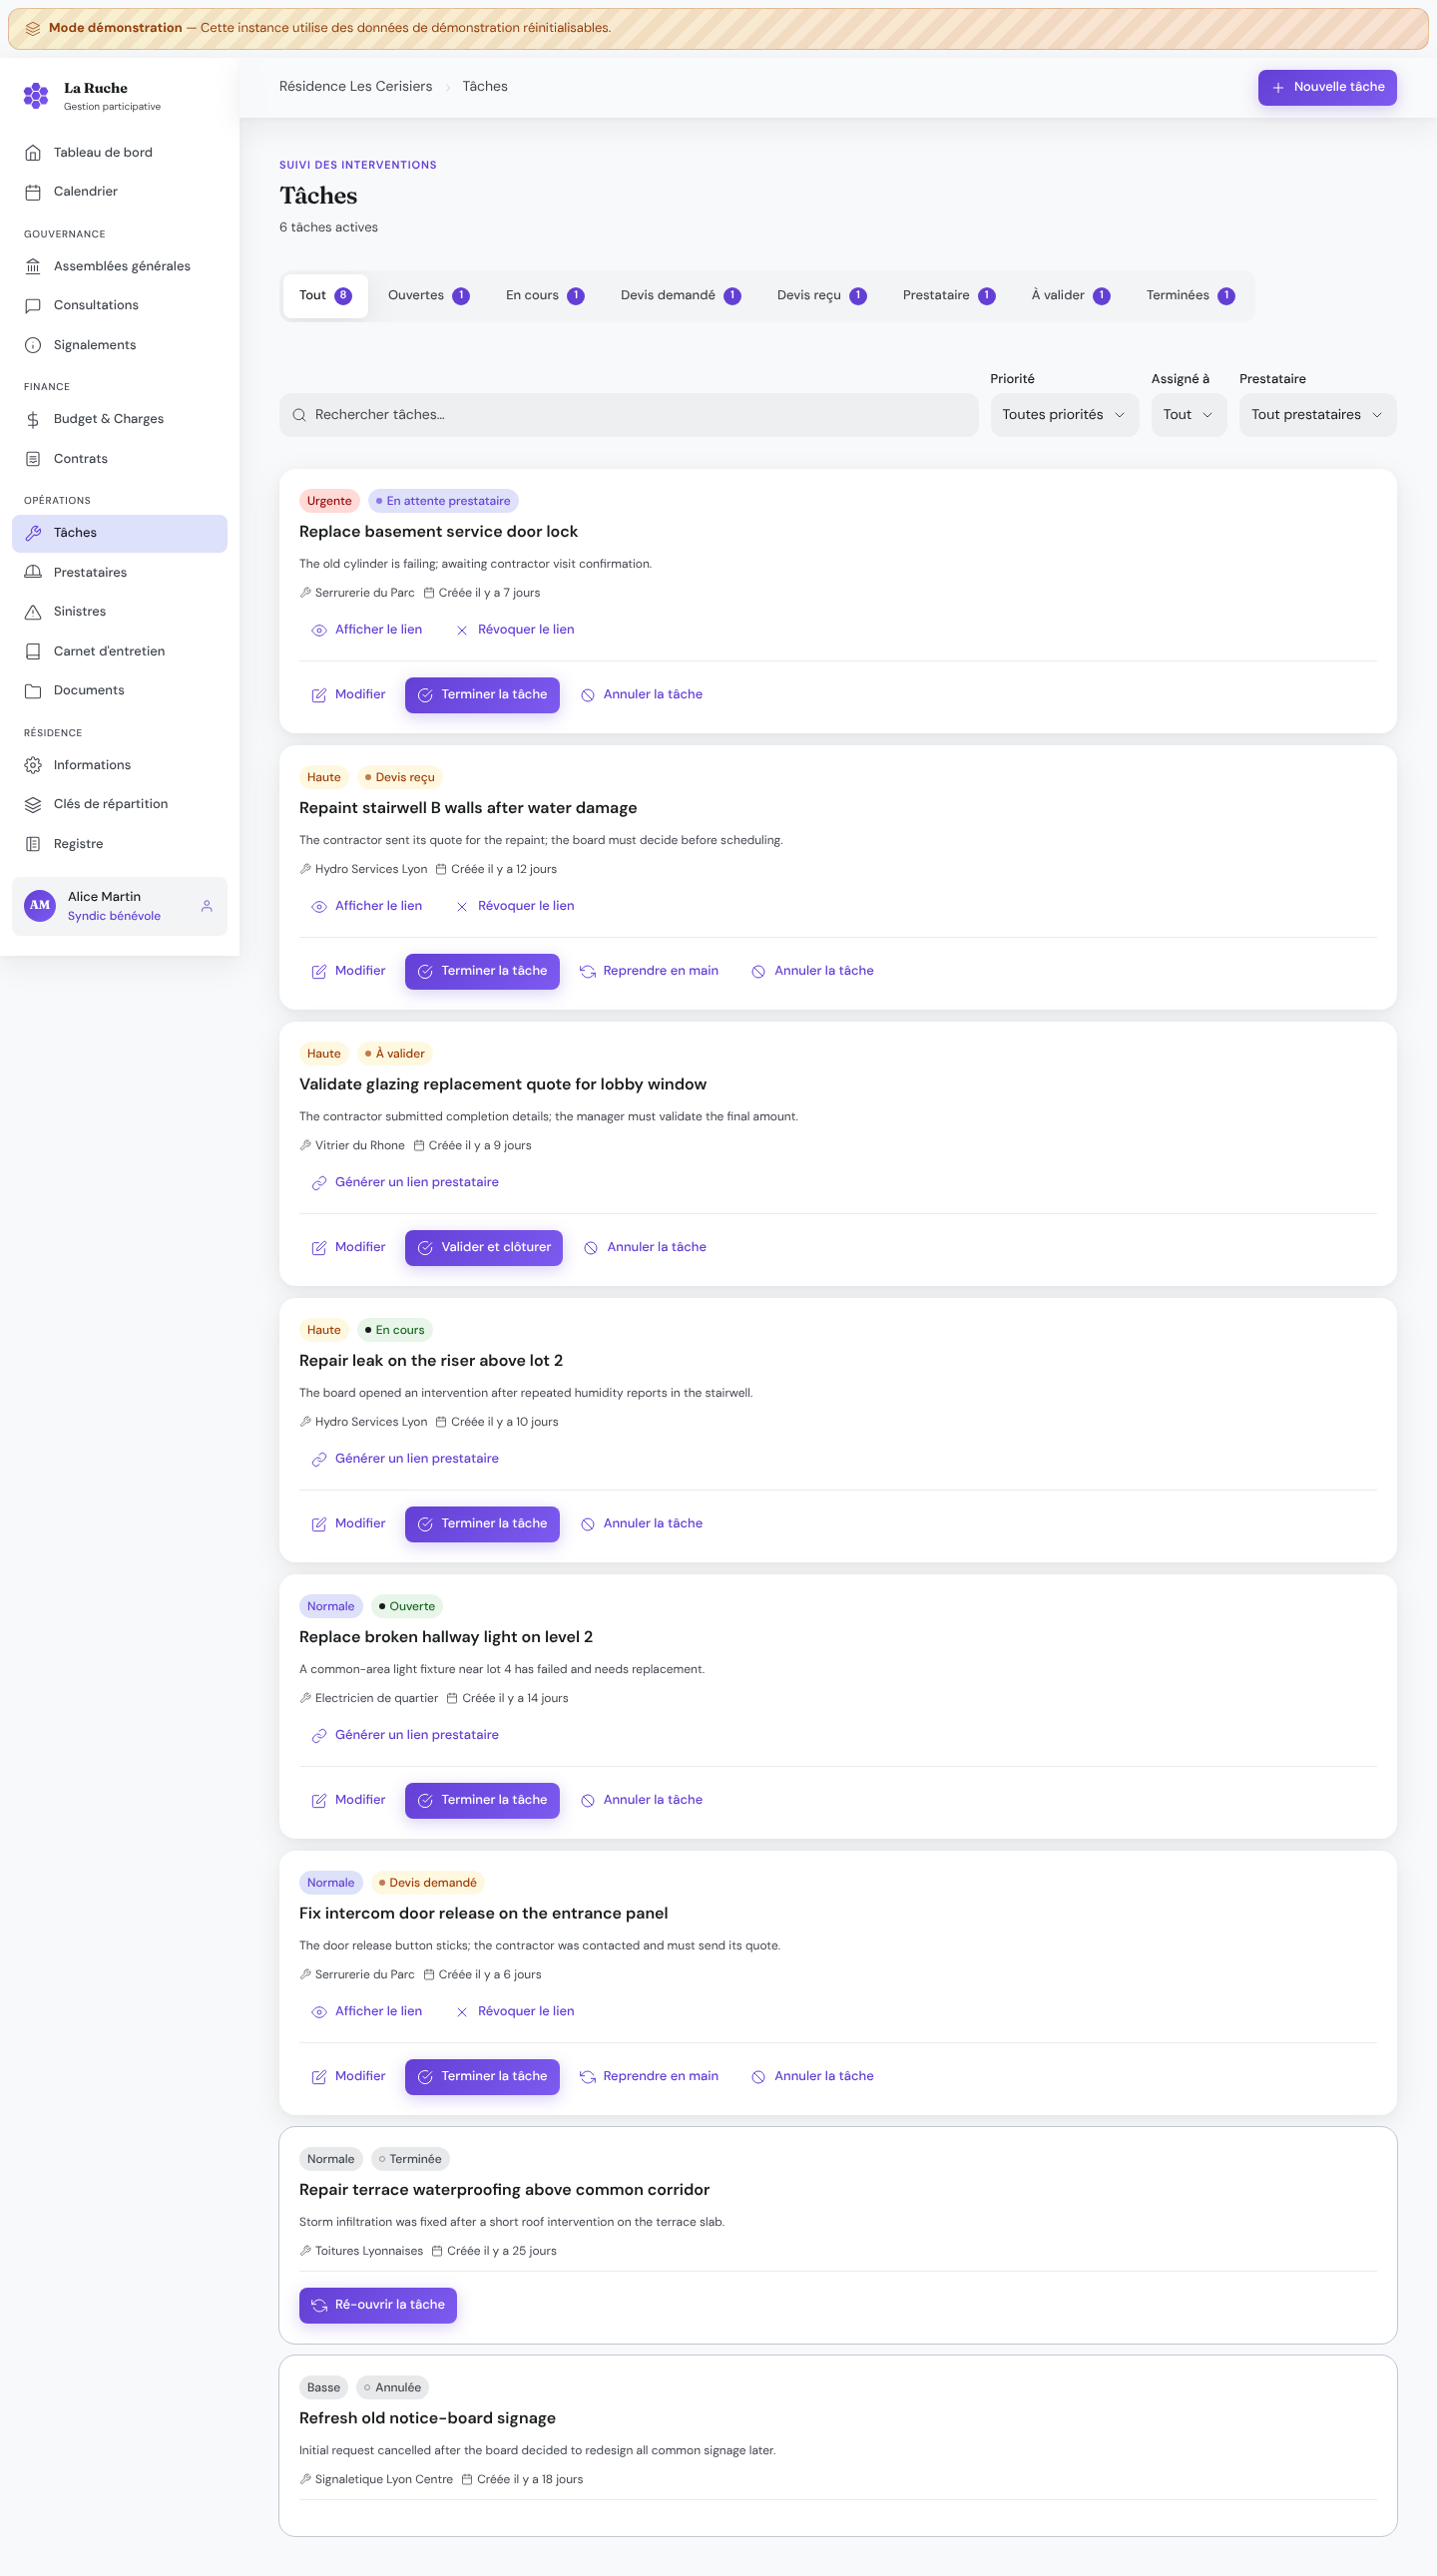 Mode démonstration — Cette instance utilise des données de démonstration réinitialisables.
La Ruche
Gestion participative
Tableau de bord
Calendrier
GOUVERNANCE
Assemblées générales
Consultations
Signalements
FINANCE
Budget & Charges
Contrats
OPÉRATIONS
Tâches
Prestataires
Sinistres
Carnet d'entretien
Documents
RÉSIDENCE
Informations
Clés de répartition
Registre
AM
Alice Martin
Syndic bénévole
Résidence Les Cerisiers > Tâches
Nouvelle tâche
SUIVI DES INTERVENTIONS
Tâches
6 tâches actives
Tout 8 Ouvertes 1 En cours 1 Devis demandé 1 Devis reçu 1 Prestataire 1 À valider 1 Terminées 1
Priorité Assigné à Prestataire
Rechercher tâches... Toutes priorités Tout Tout prestataires
Urgente En attente prestataire
Replace basement service door lock
The old cylinder is failing; awaiting contractor visit confirmation.
Serrurerie du Parc Créée il y a 7 jours
Afficher le lien Révoquer le lien
Modifier Terminer la tâche Annuler la tâche
Haute Devis reçu
Repaint stairwell B walls after water damage
The contractor sent its quote for the repaint; the board must decide before scheduling.
Hydro Services Lyon Créée il y a 12 jours
Afficher le lien Révoquer le lien
Modifier Terminer la tâche Reprendre en main Annuler la tâche
Haute À valider
Validate glazing replacement quote for lobby window
The contractor submitted completion details; the manager must validate the final amount.
Vitrier du Rhone Créée il y a 9 jours
Générer un lien prestataire
Modifier Valider et clôturer Annuler la tâche
Haute En cours
Repair leak on the riser above lot 2
The board opened an intervention after repeated humidity reports in the stairwell.
Hydro Services Lyon Créée il y a 10 jours
Générer un lien prestataire
Modifier Terminer la tâche Annuler la tâche
Normale Ouverte
Replace broken hallway light on level 2
A common-area light fixture near lot 4 has failed and needs replacement.
Electricien de quartier Créée il y a 14 jours
Générer un lien prestataire
Modifier Terminer la tâche Annuler la tâche
Normale Devis demandé
Fix intercom door release on the entrance panel
The door release button sticks; the contractor was contacted and must send its quote.
Serrurerie du Parc Créée il y a 6 jours
Afficher le lien Révoquer le lien
Modifier Terminer la tâche Reprendre en main Annuler la tâche
Normale Terminée
Repair terrace waterproofing above common corridor
Storm infiltration was fixed after a short roof intervention on the terrace slab.
Toitures Lyonnaises Créée il y a 25 jours
Ré-ouvrir la tâche
Basse Annulée
Refresh old notice-board signage
Initial request cancelled after the board decided to redesign all common signage later.
Signaletique Lyon Centre Créée il y a 18 jours